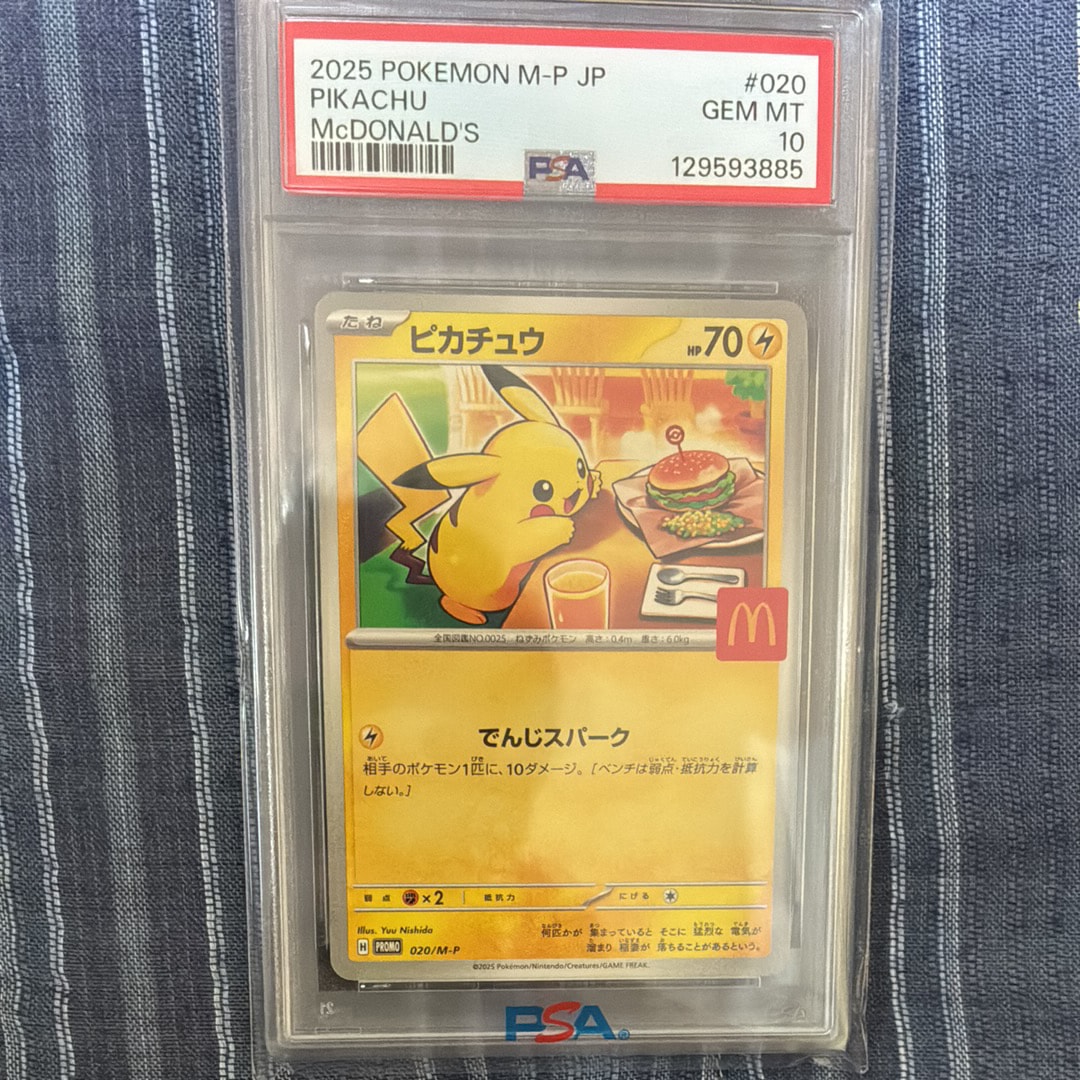 2025 POKEMON M-P JP
#020
PIKACHU
GEM MT
McDONALD'S
10
PSA
129593885
たね
ピカチュウ
HP70
全国図鑑NO.0025 ねずみポケモン 高さ:0.4m 重さ:6.0kg
でんじスパーク
相手のポケモン1匹に、10ダメージ。[ベンチは弱点・抵抗力を計算
しない。]
弱点 ×2 抵抗力 にげる
Illus. Yuu Nishida
何匹かが 集まっていると そこに 猛烈な 電気が
H PROMO 020/M-P
溜まり 稲妻が 落ちることがあるという。
©2025 Pokémon/Nintendo/Creatures/GAME FREAK.
PSA®